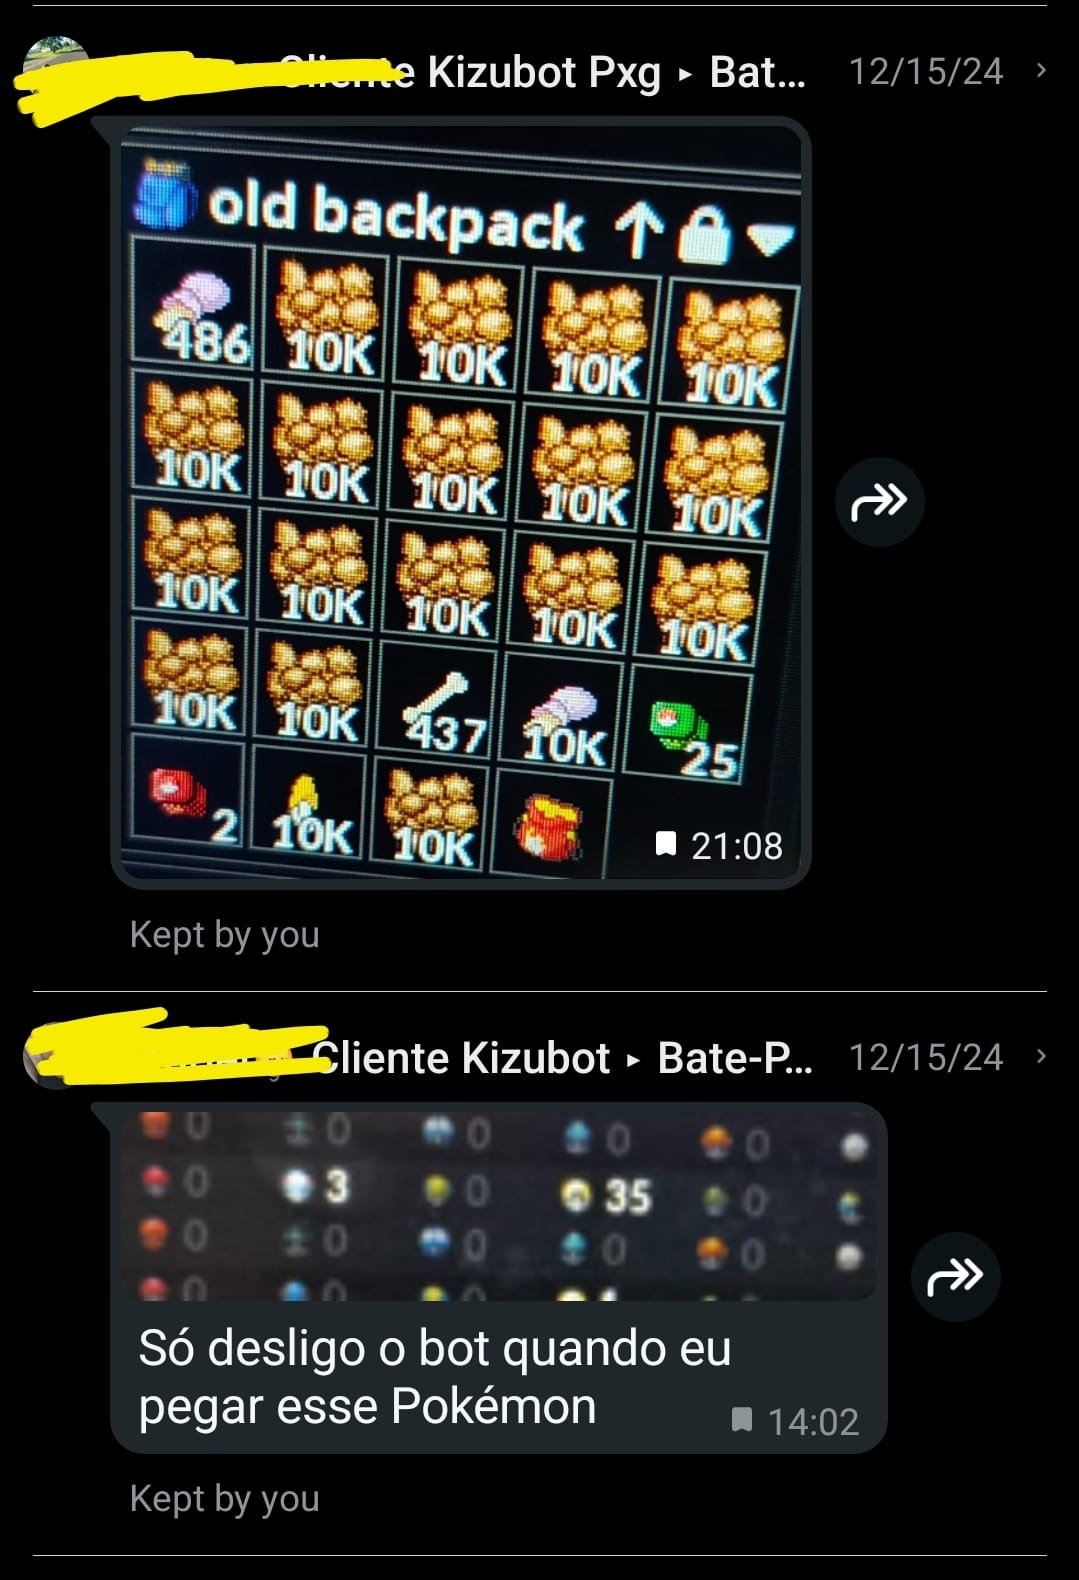 Kizubot Pxg ▸ Bat... 12/15/24
old backpack
486 10K 10K 10K 10K
10K 10K 10K 10K 10K
10K 10K 10K 10K 10K
10K 10K 437 10K 25
2 10K 10K
21:08
Kept by you
Cliente Kizubot ▸ Bate-P... 12/15/24
0 0 0 0 0
0 3 0 35 0
0 0 0 0 0
Só desligo o bot quando eu
pegar esse Pokémon
14:02
Kept by you